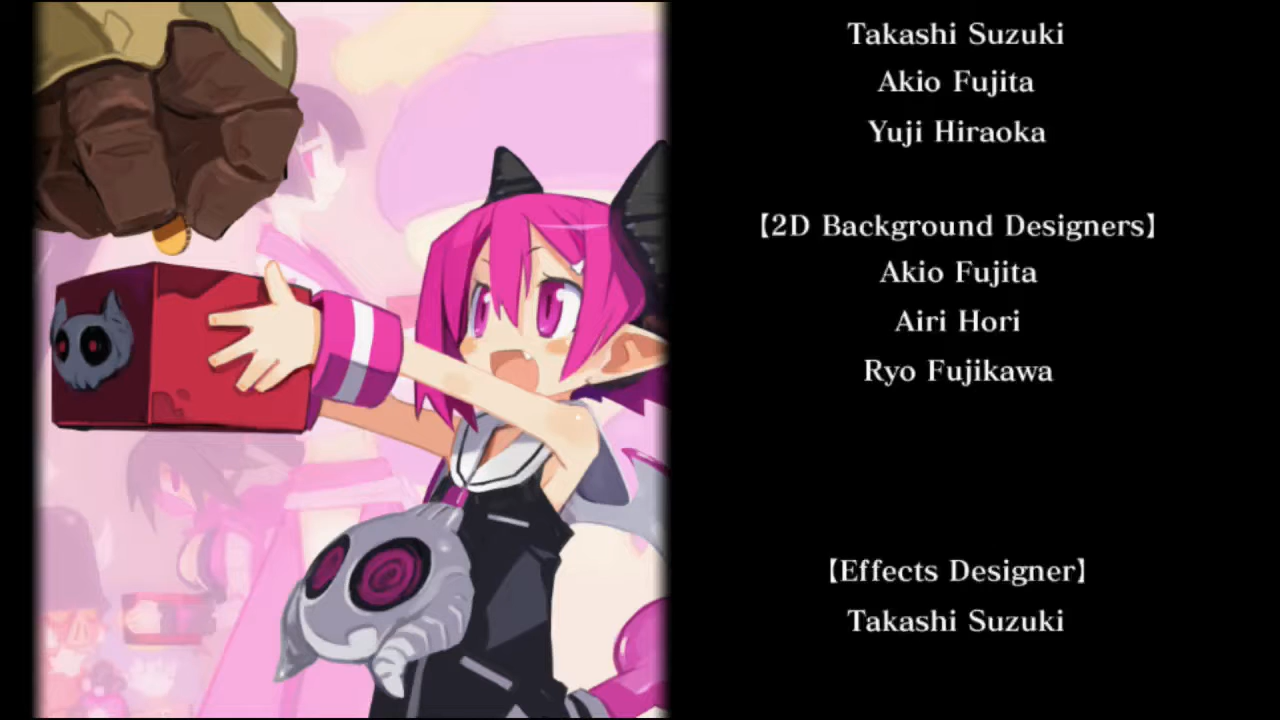 Takashi Suzuki
Akio Fujita
Yuji Hiraoka
【2D Background Designers】
Akio Fujita
Airi Hori
Ryo Fujikawa
【Effects Designer】
Takashi Suzuki